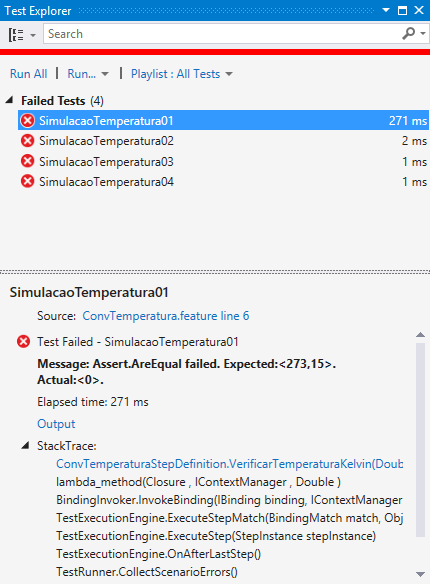 Test Explorer
Search
Run All | Run... | Playlist : All Tests
Failed Tests (4)
SimulacaoTemperatura01 271 ms
SimulacaoTemperatura02 2 ms
SimulacaoTemperatura03 1 ms
SimulacaoTemperatura04 1 ms
SimulacaoTemperatura01
Source: ConvTemperatura.feature line 6
Test Failed - SimulacaoTemperatura01
Message: Assert.AreEqual failed. Expected:<273,15>.
Actual:<0>.
Elapsed time: 271 ms
Output
StackTrace:
ConvTemperaturaStepDefinition.VerificarTemperaturaKelvin(Doub
lambda_method(Closure , IContextManager , Double )
BindingInvoker.InvokeBinding(IBinding binding, IContextManager
TestExecutionEngine.ExecuteStepMatch(BindingMatch match, Obj
TestExecutionEngine.ExecuteStep(StepInstance stepInstance)
TestExecutionEngine.OnAfterLastStep()
TestRunner.CollectScenarioErrors()